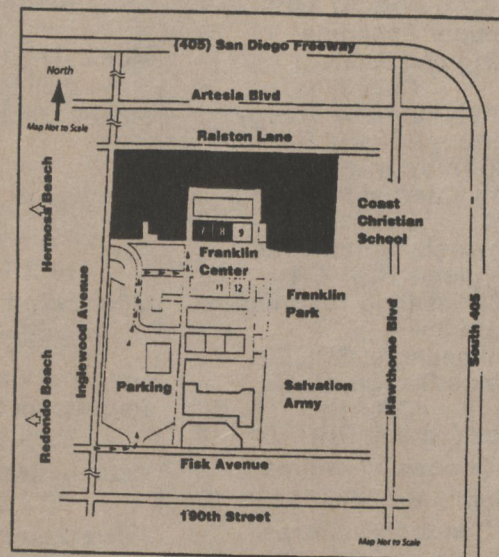 (405) San Diego Freeway
North
Artesia Blvd
Map Not to Scale
Ralston Lane
Hermosa Beach
Coast
Christian
School
7 8 9
Franklin
Center
11 12
Franklin
Park
Inglewood Avenue
Hawthorne Blvd
South 405
Redondo Beach
Parking
Salvation
Army
Fisk Avenue
190th Street
Map Not to Scale